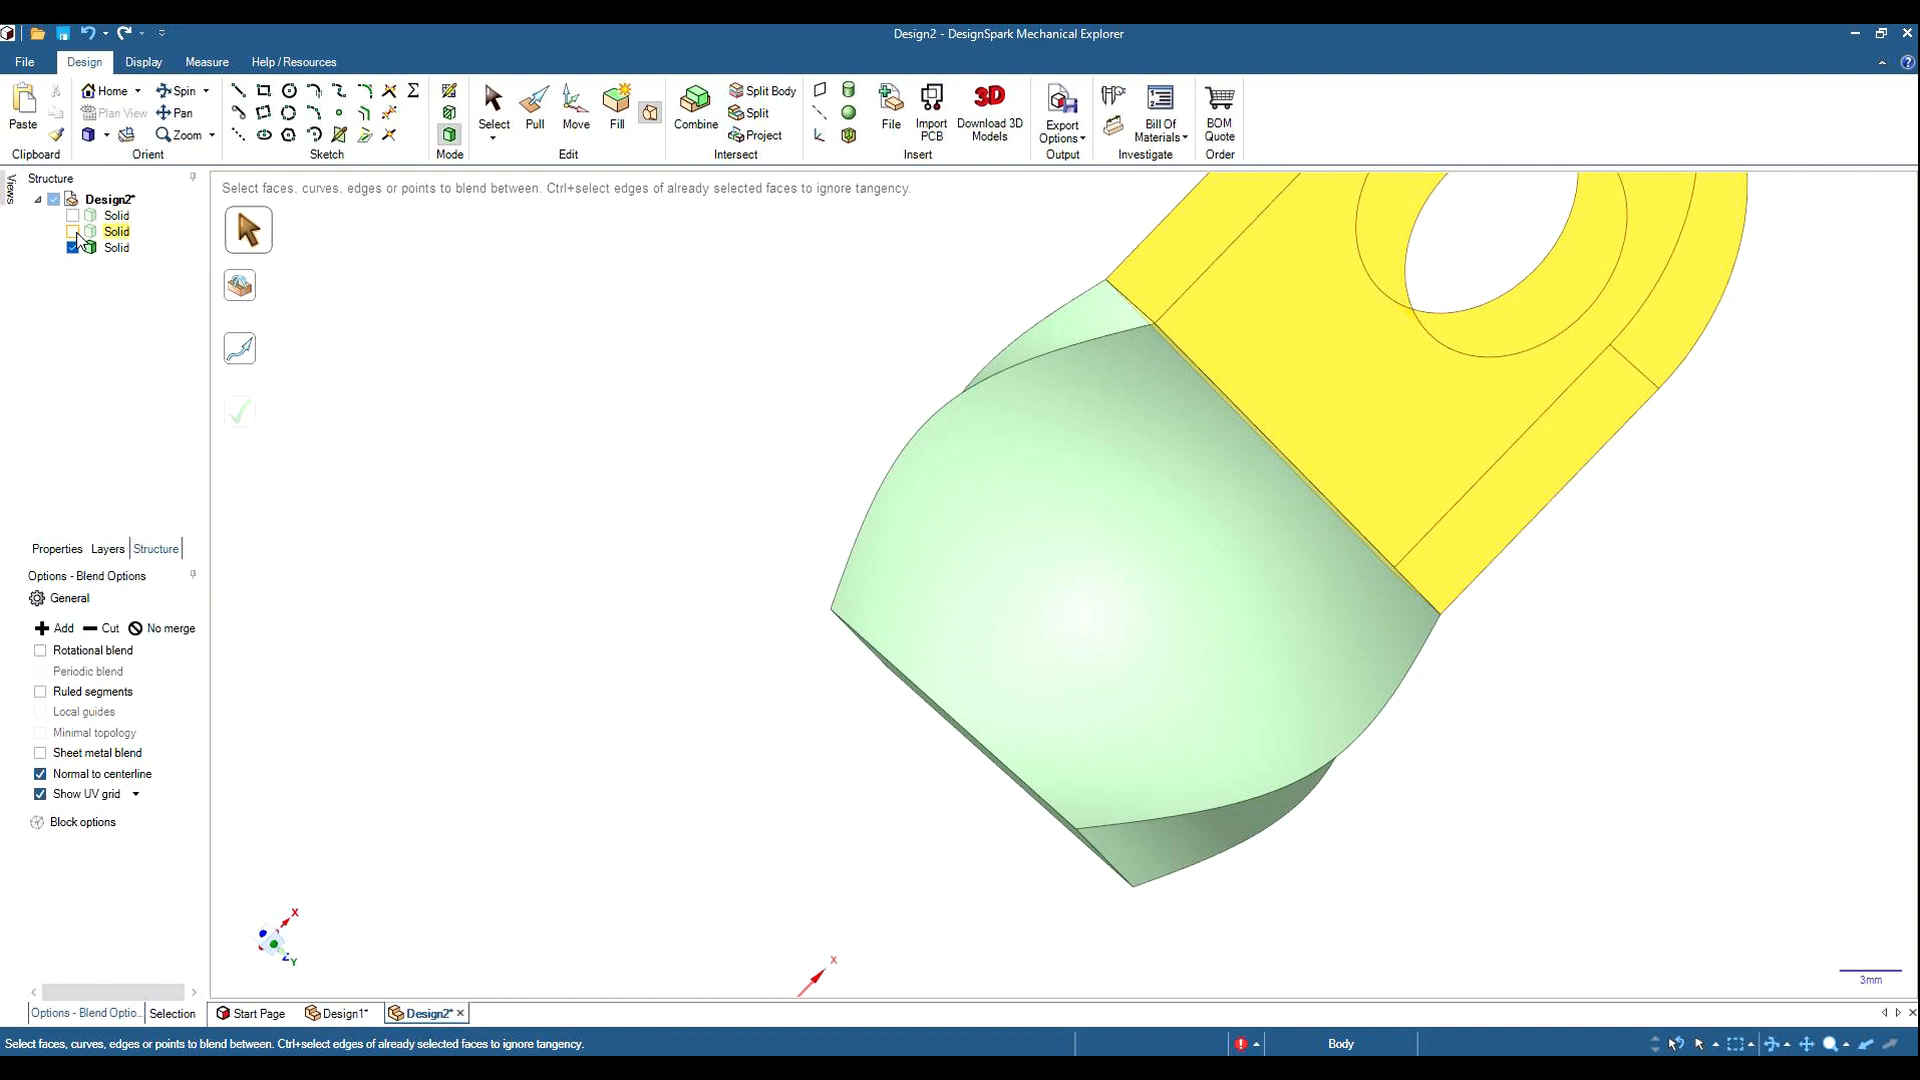 Design2 - DesignSpark Mechanical Explorer
File Design Display Measure Help / Resources
Home Spin Split Body
Plan View Pan Split
Paste Zoom Select Pull Move Fill Combine Project File Import PCB Download 3D Models Export Options Bill Of Materials BOM Quote
3D
Clipboard Orient Sketch Mode Edit Intersect Insert Output Investigate Order
Views
Structure
Design2*
Solid
Solid
Solid
Select faces, curves, edges or points to blend between. Ctrl+select edges of already selected faces to ignore tangency.
Properties Layers Structure
Options - Blend Options
General
Add Cut No merge
Rotational blend
Periodic blend
Ruled segments
Local guides
Minimal topology
Sheet metal blend
Normal to centerline
Show UV grid
Block options
X
Z
Y
X
3mm
Options - Blend Optio... Selection Start Page Design1* Design2*
Select faces, curves, edges or points to blend between. Ctrl+select edges of already selected faces to ignore tangency. Body